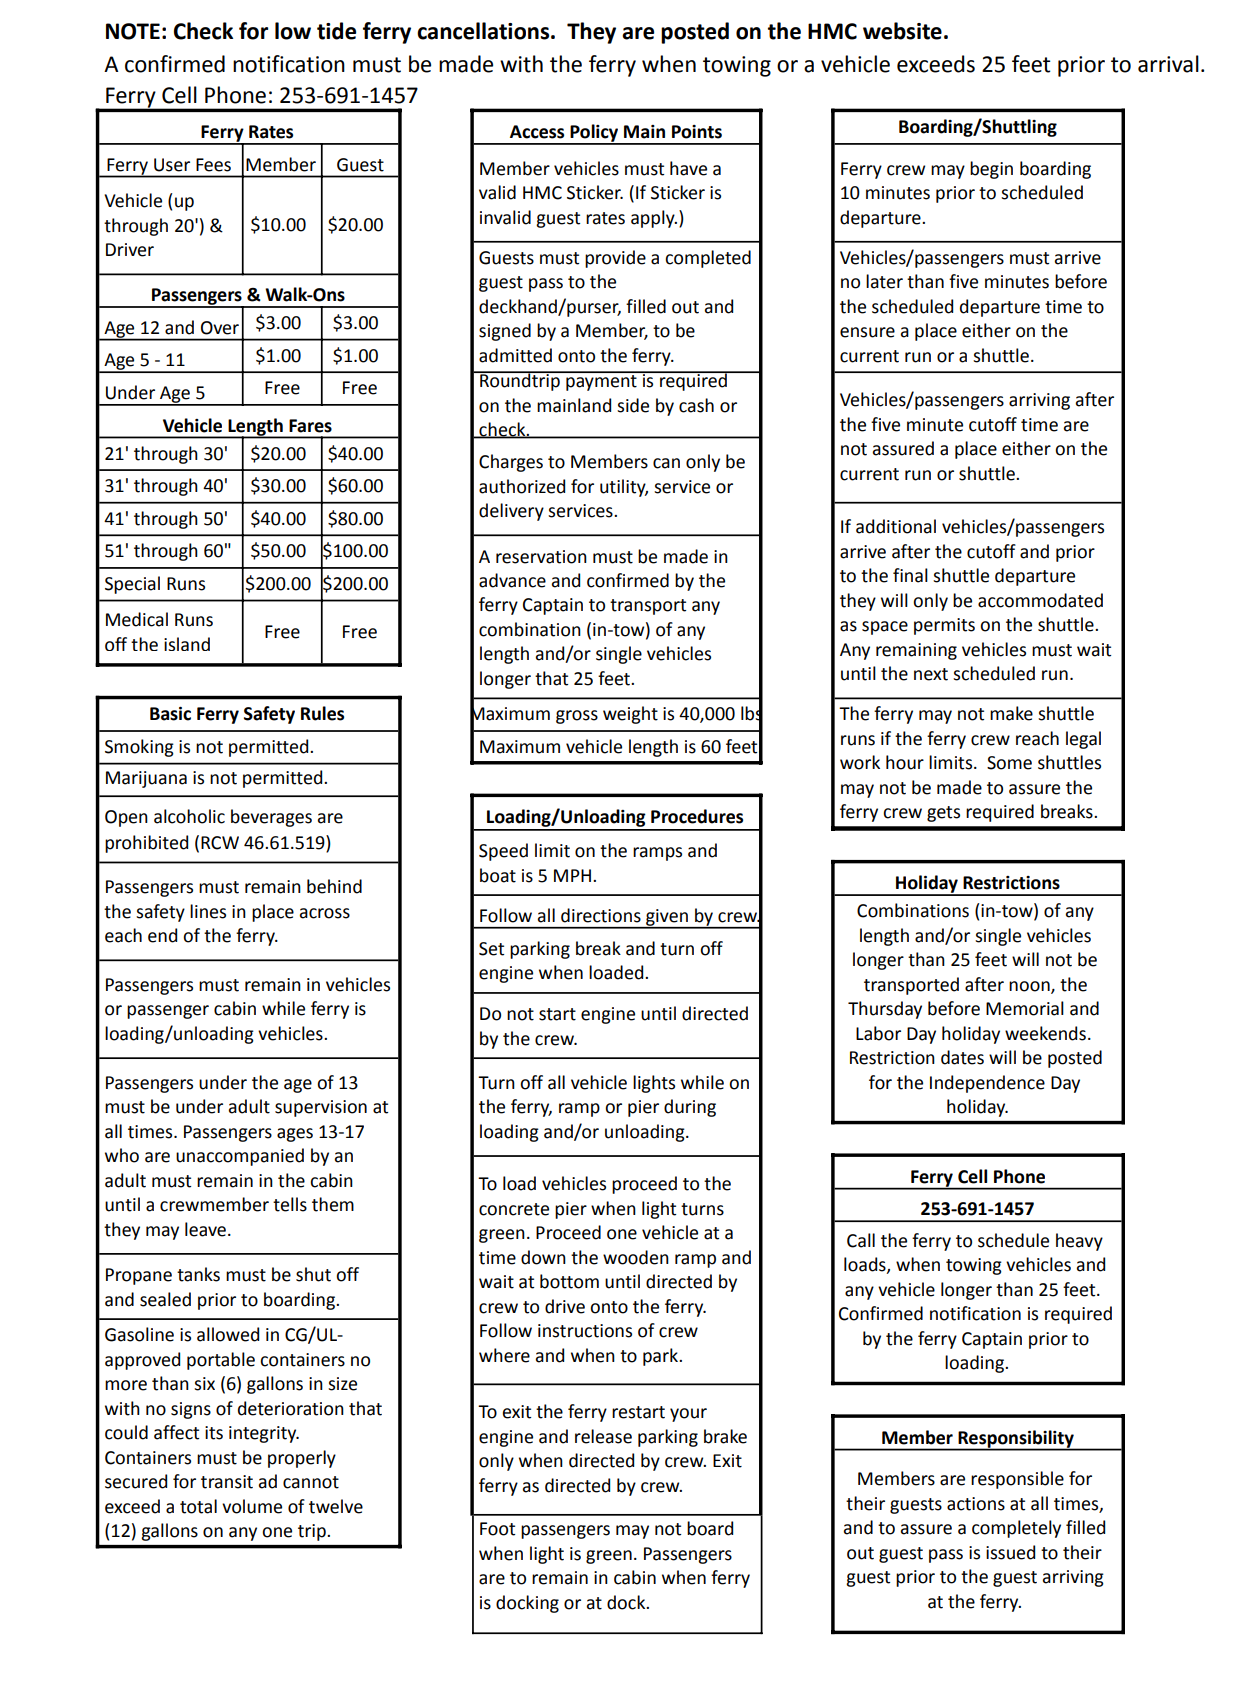 NOTE: Check for low tide ferry cancellations.  They are posted on the HMC website.
A confirmed notification must be made with the ferry when towing or a vehicle exceeds 25 feet prior to arrival.
Ferry Cell Phone: 253-691-1457
Ferry Rates
Ferry User Fees Member Guest
Vehicle (up
through 20') &
Driver
$10.00 $20.00
Passengers & Walk-Ons
Age 12 and Over $3.00 $3.00
Age 5 - 11 $1.00 $1.00
Under Age 5 Free Free
Vehicle Length Fares
21' through 30' $20.00 $40.00
31' through 40' $30.00 $60.00
41' through 50' $40.00 $80.00
51' through 60" $50.00 $100.00
Special Runs $200.00 $200.00
Medical Runs
off the island
Free Free
Basic Ferry Safety Rules
Smoking is not permitted.
Marijuana is not permitted.
Open alcoholic beverages are
prohibited (RCW 46.61.519)
Passengers must remain behind
the safety lines in place across
each end of the ferry.
Passengers must remain in vehicles
or passenger cabin while ferry is
loading/unloading vehicles.
Passengers under the age of 13
must be under adult supervision at
all times. Passengers ages 13-17
who are unaccompanied by an
adult must remain in the cabin
until a crewmember tells them
they may leave.
Propane tanks must be shut off
and sealed prior to boarding.
Gasoline is allowed in CG/UL-
approved portable containers no
more than six (6) gallons in size
with no signs of deterioration that
could affect its integrity.
Containers must be properly
secured for transit ad cannot
exceed a total volume of twelve
(12) gallons on any one trip.
Access Policy Main Points
Member vehicles must have a
valid HMC Sticker. (If Sticker is
invalid guest rates apply.)
Guests must provide a completed
guest pass to the
deckhand/purser, filled out and
signed by a Member, to be
admitted onto the ferry.
Roundtrip payment is required
on the mainland side by cash or
check.
Charges to Members can only be
authorized for utility, service or
delivery services.
A reservation must be made in
advance and confirmed by the
ferry Captain to transport any
combination (in-tow) of any
length and/or single vehicles
longer that 25 feet.
Maximum gross weight is 40,000 lbs
Maximum vehicle length is 60 feet
Loading/Unloading Procedures
Speed limit on the ramps and
boat is 5 MPH.
Follow all directions given by crew.
Set parking break and turn off
engine when loaded.
Do not start engine until directed
by the crew.
Turn off all vehicle lights while on
the ferry, ramp or pier during
loading and/or unloading.
To load vehicles proceed to the
concrete pier when light turns
green. Proceed one vehicle at a
time down the wooden ramp and
wait at bottom until directed by
crew to drive onto the ferry.
Follow instructions of crew
where and when to park.
To exit the ferry restart your
engine and release parking brake
only when directed by crew. Exit
ferry as directed by crew.
Foot passengers may not board
when light is green. Passengers
are to remain in cabin when ferry
is docking or at dock.
Boarding/Shuttling
Ferry crew may begin boarding
10 minutes prior to scheduled
departure.
Vehicles/passengers must arrive
no later than five minutes before
the scheduled departure time to
ensure a place either on the
current run or a shuttle.
Vehicles/passengers arriving after
the five minute cutoff time are
not assured a place either on the
current run or shuttle.
If additional vehicles/passengers
arrive after the cutoff and prior
to the final shuttle departure
they will only be accommodated
as space permits on the shuttle.
Any remaining vehicles must wait
until the next scheduled run.
The ferry may not make shuttle
runs if the ferry crew reach legal
work hour limits.  Some shuttles
may not be made to assure the
ferry crew gets required breaks.
Holiday Restrictions
Combinations (in-tow) of any
length and/or single vehicles
longer than 25 feet will not be
transported after noon, the
Thursday before Memorial and
Labor Day holiday weekends.
Restriction dates will be posted
for the Independence Day
holiday.
Ferry Cell Phone
253-691-1457
Call the ferry to schedule heavy
loads, when towing vehicles and
any vehicle longer than 25 feet.
Confirmed notification is required
by the ferry Captain prior to
loading.
Member Responsibility
Members are responsible for
their guests actions at all times,
and to assure a completely filled
out guest pass is issued to their
guest prior to the guest arriving
at the ferry.